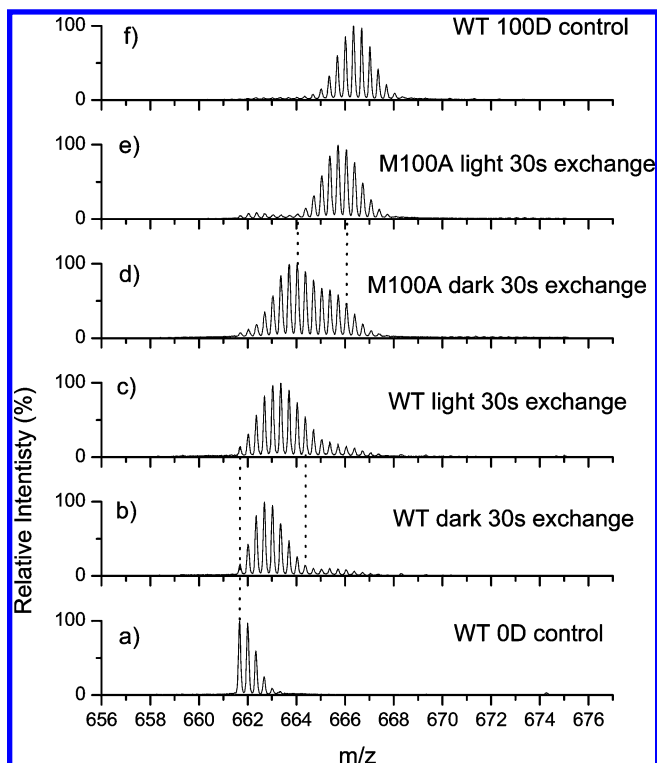 f) WT 100D control
100
0
e) M100A light 30s exchange
100
0
d) M100A dark 30s exchange
100
0
c) WT light 30s exchange
100
0
b) WT dark 30s exchange
100
0
a) WT 0D control
100
0
Relative Intentisty (%)
656 658 660 662 664 666 668 670 672 674 676
m/z